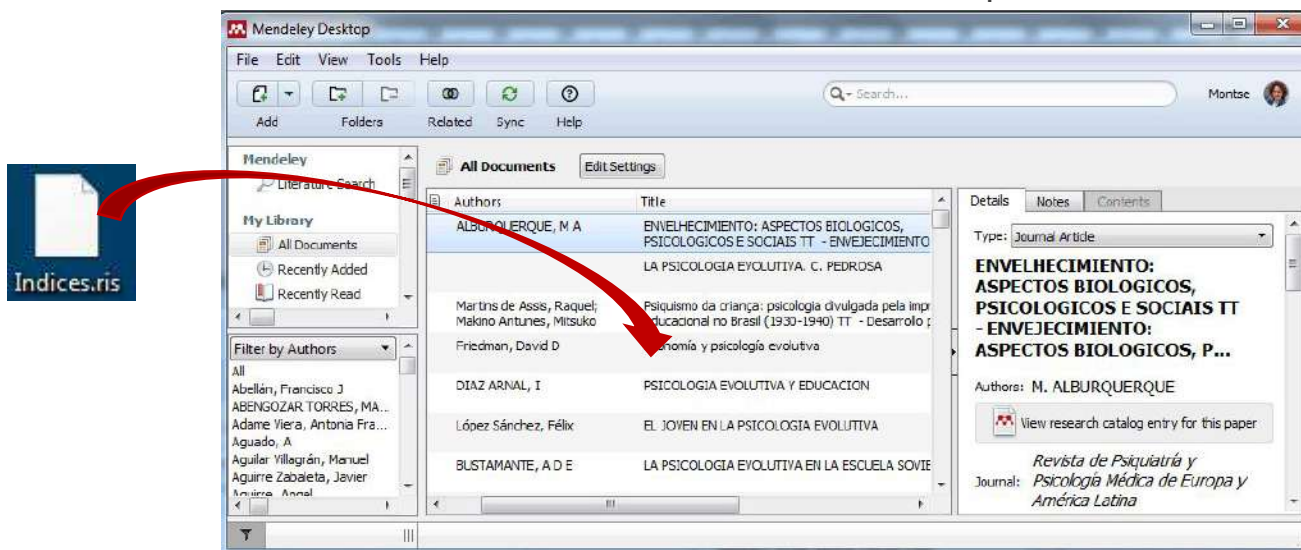 Mendeley Desktop
File Edit View Tools Help
Search...
Montse
Add Folders Related Sync Help
Indices.ris
Mendeley
Literature Search
My Library
All Documents
Recently Added
Recently Read
Filter by Authors
All
Abellán, Francisco J
ABENGOZAR TORRES, MA...
Adame Viera, Antonia Fra...
Aguado, A
Aguilar Villagrán, Manuel
Aguirre Zabaleta, Javier
Aguirre, Angel
All Documents Edit Settings
Authors Title
ALBURQUERQUE, M A
ENVELHECIMIENTO: ASPECTOS BIOLOGICOS,
PSICOLOGICOS E SOCIAIS TT - ENVEJECIMIENTO
LA PSICOLOGIA EVOLUTIVA. C. PEDROSA
Martins de Assis, Raquel;
Makino Antunes, Mitsuko
Psiquismo da criança: psicologia divulgada pela impr
educacional no Brasil (1930-1940) TT - Desarrollo p
Friedman, David D
y psicología evolutiva
DIAZ ARNAL, I
PSICOLOGIA EVOLUTIVA Y EDUCACION
López Sánchez, Félix
EL JOVEN EN LA PSICOLOGIA EVOLUTIVA
BUSTAMANTE, A D E
LA PSICOLOGIA EVOLUTIVA EN LA ESCUELA SOVIE
Details Notes Contents
Type: Journal Article
ENVELHECIMIENTO:
ASPECTOS BIOLOGICOS,
PSICOLOGICOS E SOCIAIS TT
- ENVEJECIMIENTO:
ASPECTOS BIOLOGICOS, P...
Authors: M. ALBURQUERQUE
View research catalog entry for this paper
Journal: Revista de Psiquiatría y
Psicología Médica de Europa y
América Latina